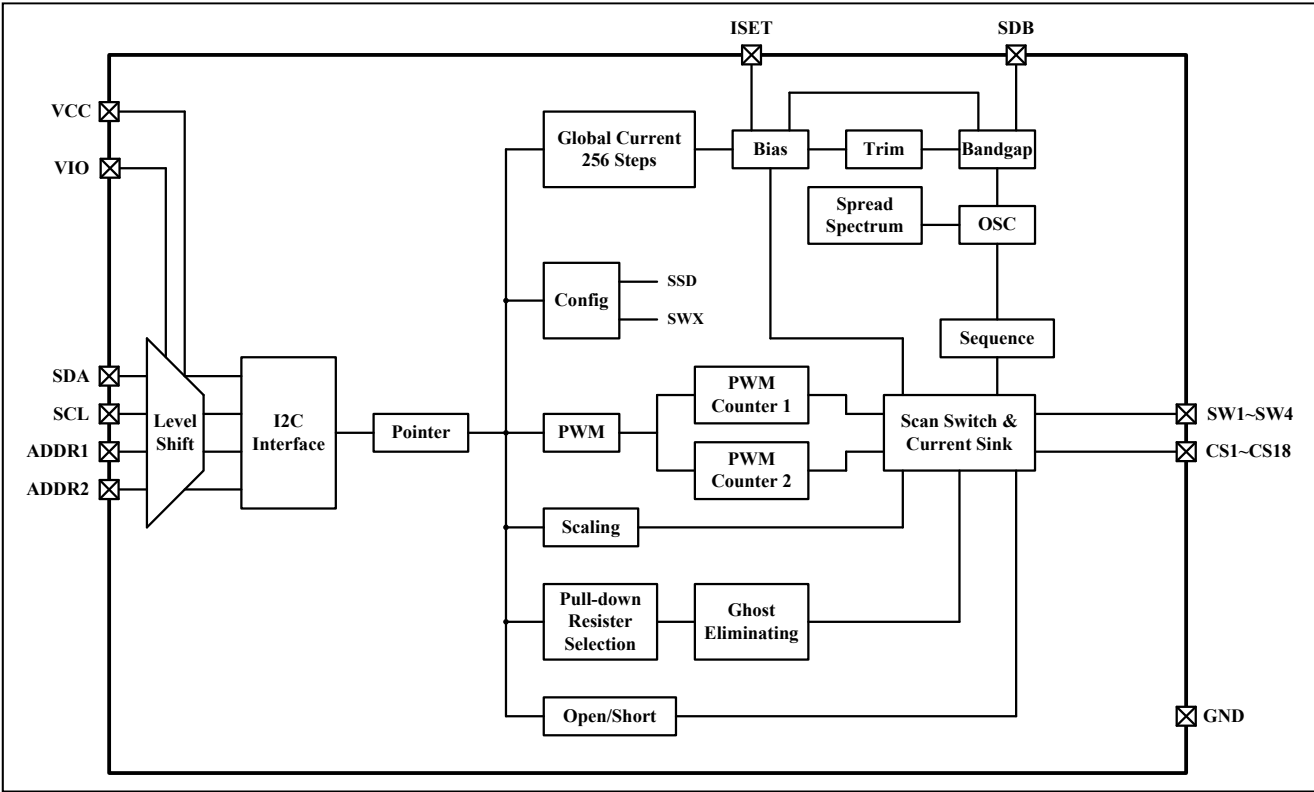 ISET
SDB
VCC
VIO
Global Current
256 Steps
Bias
Trim
Bandgap
Spread
Spectrum
OSC
Config
SSD
SWX
Sequence
SDA
SCL
ADDR1
ADDR2
Level
Shift
I2C
Interface
Pointer
PWM
PWM
Counter 1
PWM
Counter 2
Scan Switch &
Current Sink
SW1~SW4
CS1~CS18
Scaling
Pull-down
Resister
Selection
Ghost
Eliminating
Open/Short
GND